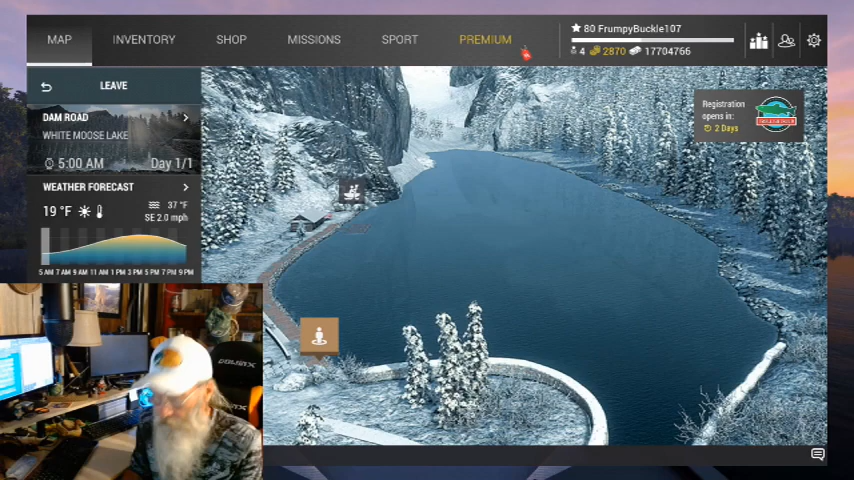 MAP
INVENTORY
SHOP
MISSIONS
SPORT
PREMIUM
80 FrumpyBuckle107
4 2870 17704766
LEAVE
DAM ROAD
WHITE MOOSE LAKE
5:00 AM Day 1/1
WEATHER FORECAST
19 °F 37 °F
SE 2.0 mph
5 AM 7 AM 9 AM 11 AM 1 PM 3 PM 5 PM 7 PM 9 PM
Registration
opens in:
2 Days